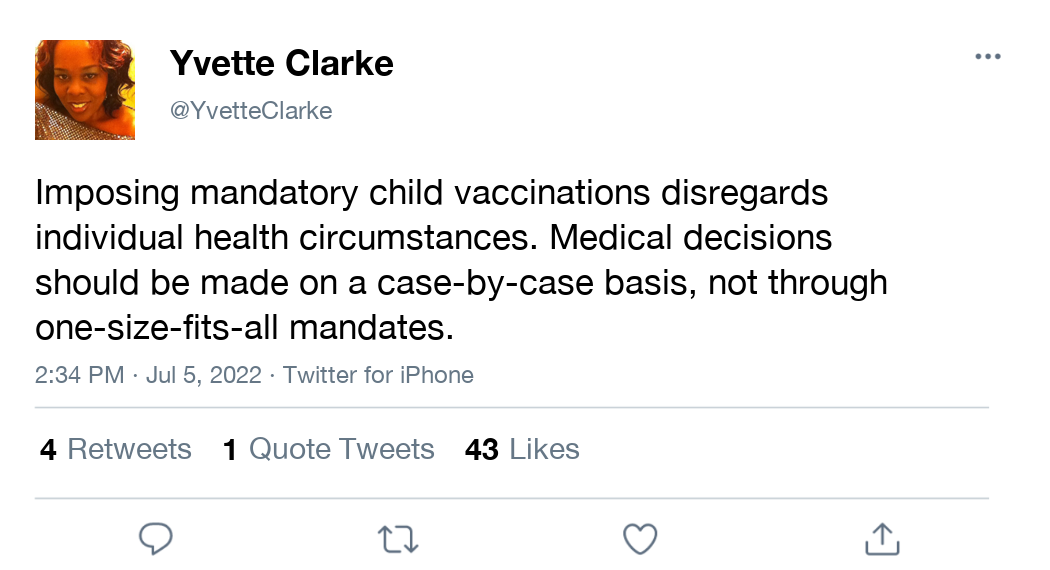 Yvette Clarke
@YvetteClarke
Imposing mandatory child vaccinations disregards
individual health circumstances. Medical decisions
should be made on a case-by-case basis, not through
one-size-fits-all mandates.
2:34 PM · Jul 5, 2022 · Twitter for iPhone
4 Retweets 1 Quote Tweets 43 Likes